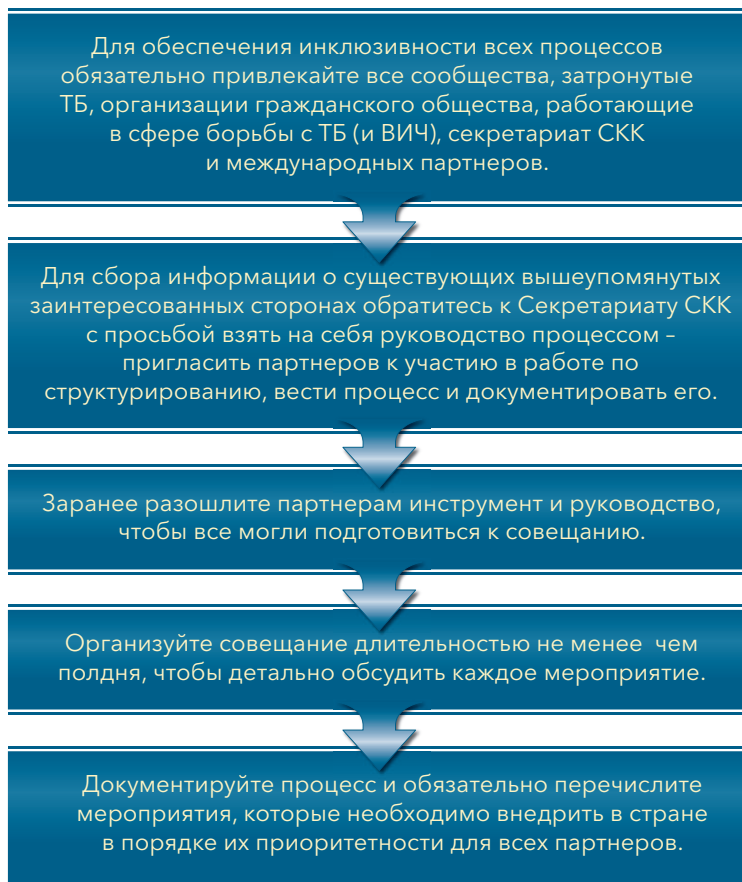 Для обеспечения инклюзивности всех процессов
обязательно привлекайте все сообщества, затронутые
ТБ, организации гражданского общества, работающие
в сфере борьбы с ТБ (и ВИЧ), секретариат СКК
и международных партнеров.
Для сбора информации о существующих вышеупомянутых
заинтересованных сторонах обратитесь к Секретариату СКК
с просьбой взять на себя руководство процессом –
пригласить партнеров к участию в работе по
структурированию, вести процесс и документировать его.
Заранее разошлите партнерам инструмент и руководство,
чтобы все могли подготовиться к совещанию.
Организуйте совещание длительностью не менее чем
полдня, чтобы детально обсудить каждое мероприятие.
Документируйте процесс и обязательно перечислите
мероприятия, которые необходимо внедрить в стране
в порядке их приоритетности для всех партнеров.